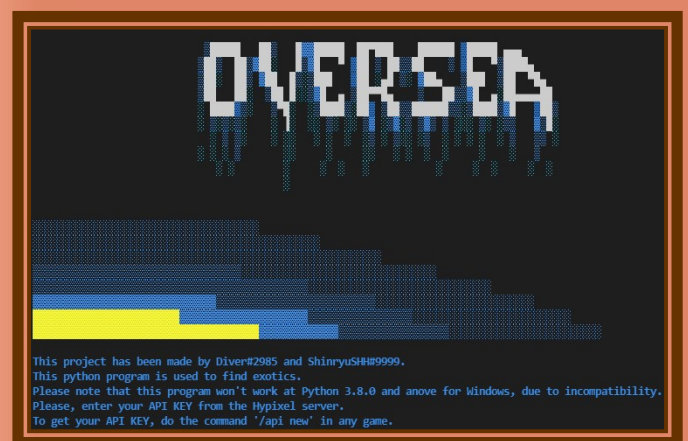 OVERSEA
This project has been made by Diver#2985 and ShinryuSHH#9999.
This python program is used to find exotics.
Please note that this program won't work at Python 3.8.0 and anove for Windows, due to incompatibility.
Please, enter your API KEY from the Hypixel server.
To get your API KEY, do the command '/api new' in any game.